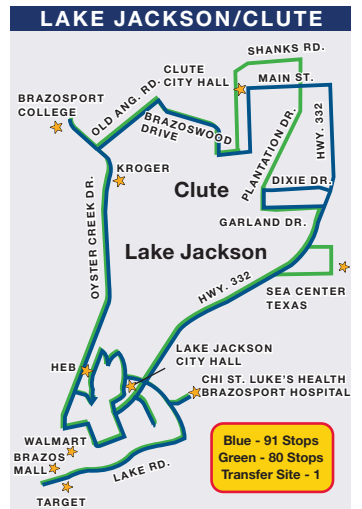 LAKE JACKSON/CLUTE
SHANKS RD.
CLUTE
CITY HALL
MAIN ST.
BRAZOSPORT
COLLEGE
OLD ANG. RD.
BRAZOSWOOD
DRIVE
PLANTATION DR.
HWY. 332
KROGER
Clute
DIXIE DR.
GARLAND DR.
OYSTER CREEK DR.
Lake Jackson
HWY. 332
SEA CENTER
TEXAS
LAKE JACKSON
CITY HALL
HEB
CHI ST. LUKE'S HEALTH
BRAZOSPORT HOSPITAL
WALMART
BRAZOS
MALL
LAKE RD.
TARGET
Blue - 91 Stops
Green - 80 Stops
Transfer Site - 1